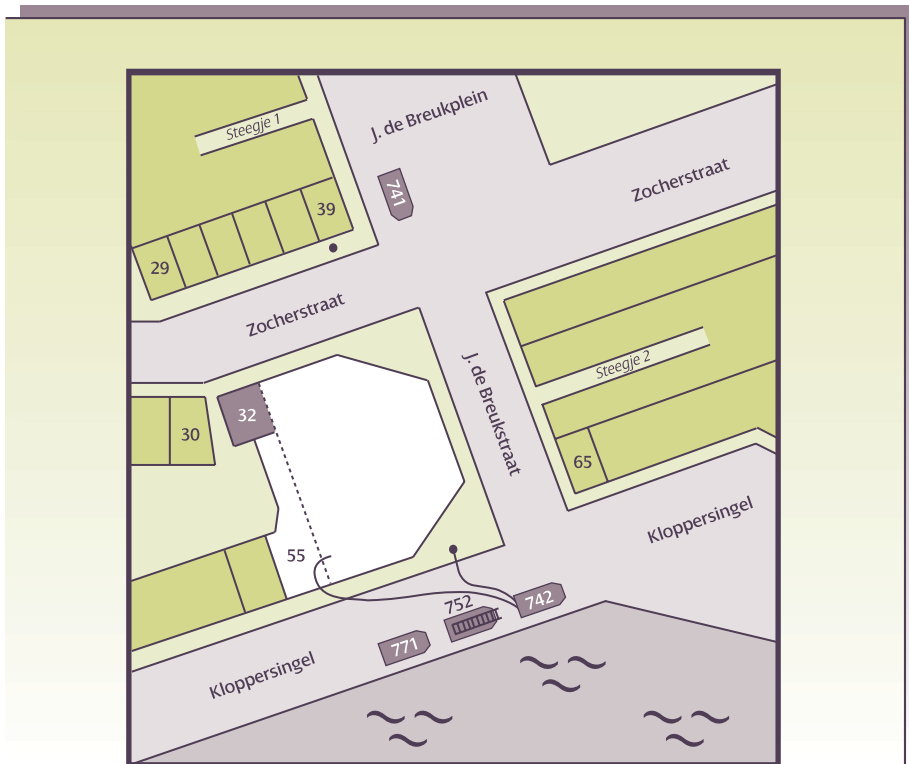 J. de Breukplein
Steegje 1
Zocherstraat
741
39
29
Zocherstraat
Steegje 2
J. de Breukstraat
32
30
65
Kloppersingel
55
752
742
771
Kloppersingel